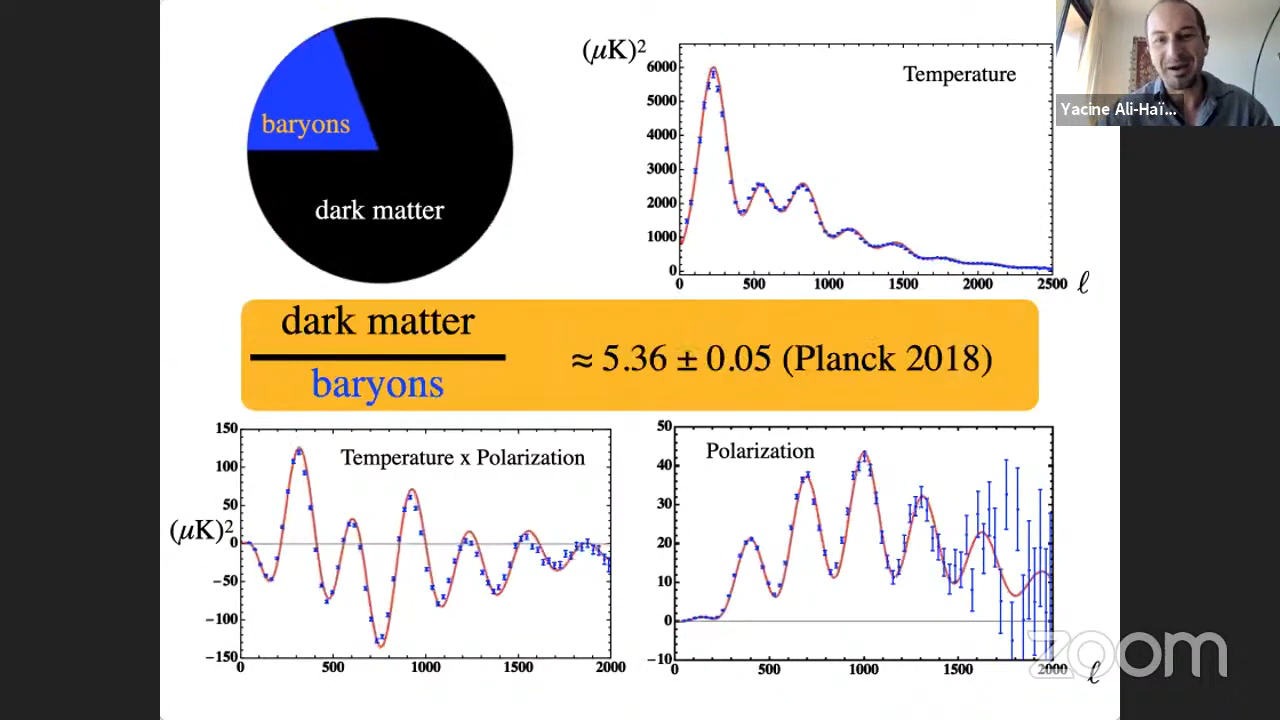 baryons
dark matter
(μK)²
Temperature
6000
5000
4000
3000
2000
1000
0
0 500 1000 1500 2000 2500 ℓ
Yacine Ali-Haï...
dark matter
baryons
≈ 5.36 ± 0.05 (Planck 2018)
Temperature x Polarization
(μK)²
150
100
50
0
−50
−100
−150
0 500 1000 1500 2000
Polarization
50
40
30
20
10
0
−10
0 500 1000 1500 2000 ℓ
zoom